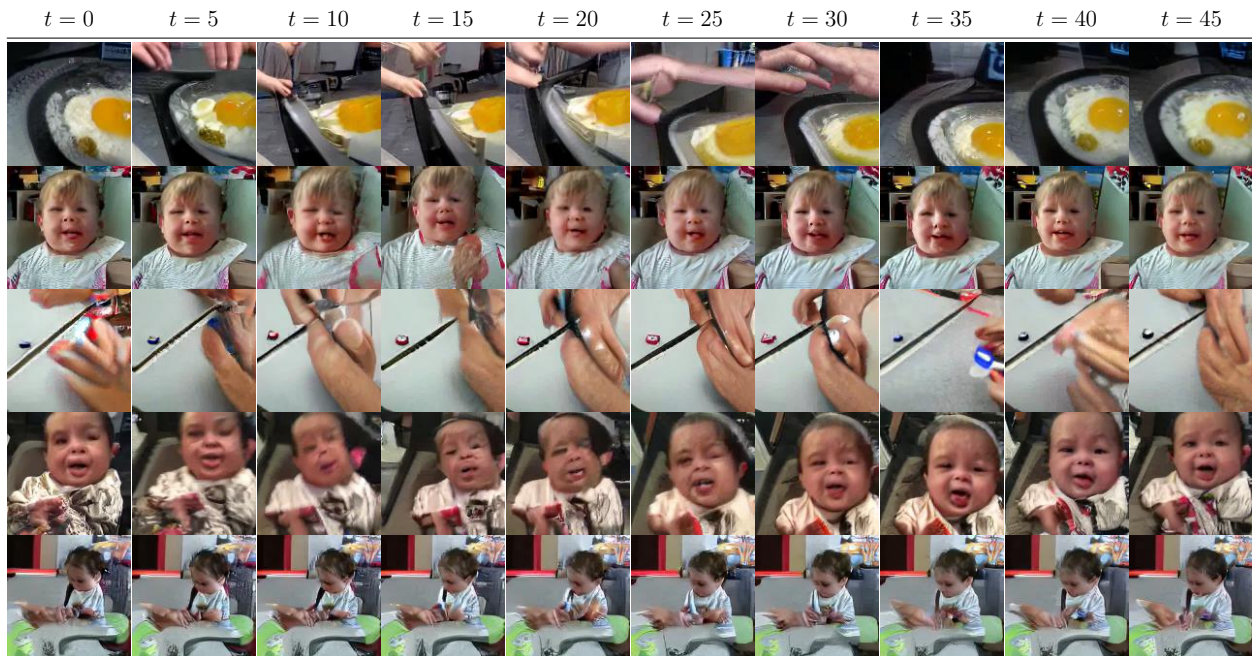 t = 0 t = 5 t = 10 t = 15 t = 20 t = 25 t = 30 t = 35 t = 40 t = 45